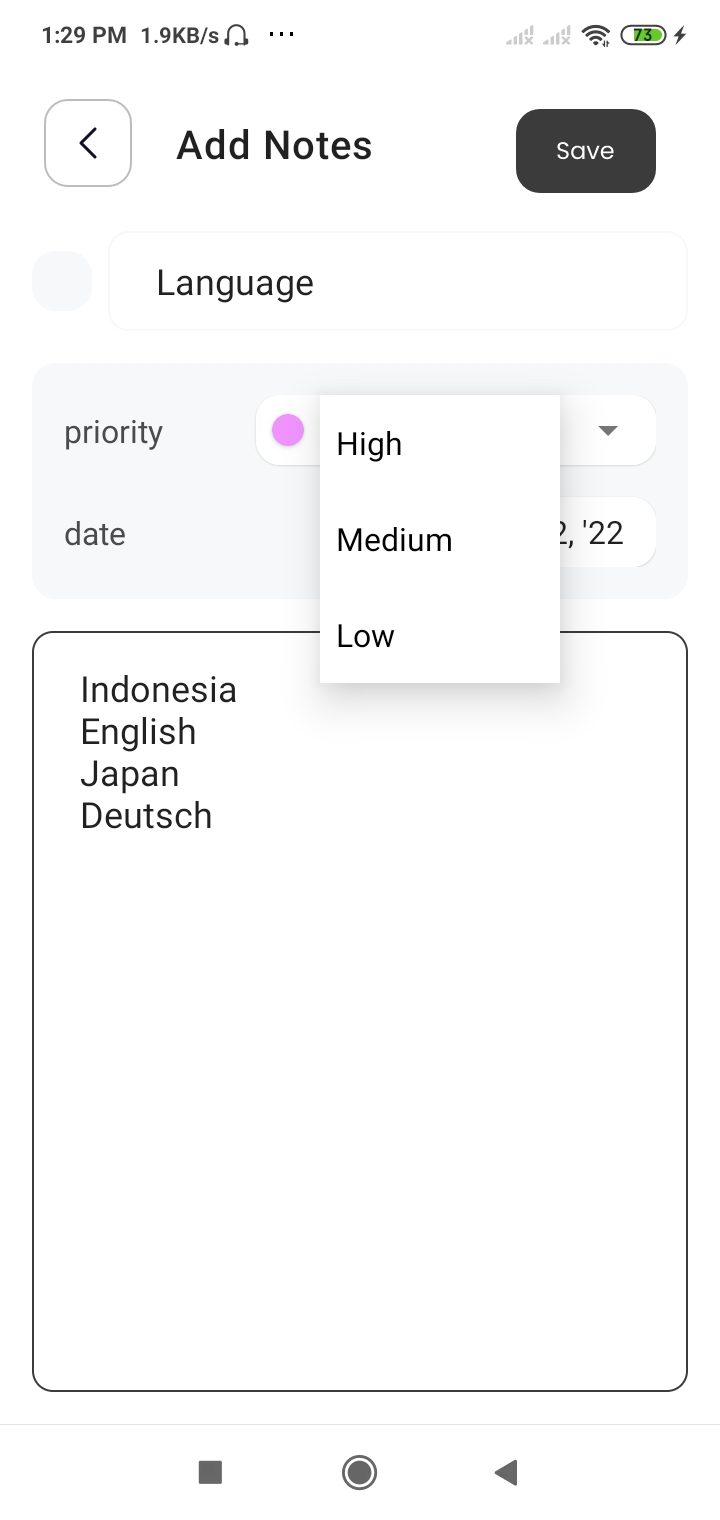 1:29 PM 1.9KB/s ... 73
Add Notes
Save
Language
priority
High
date
Medium
2, '22
Low
Indonesia
English
Japan
Deutsch